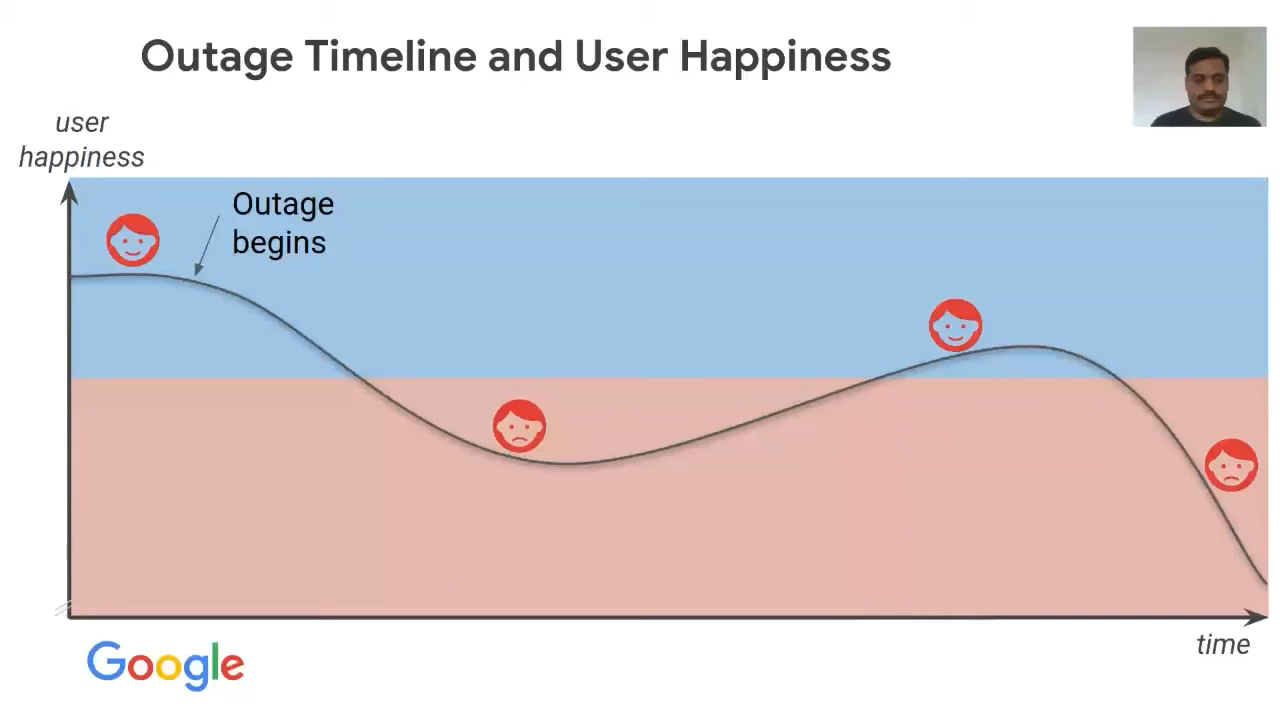 Outage Timeline and User Happiness
user
happiness
Outage
begins
time
Google